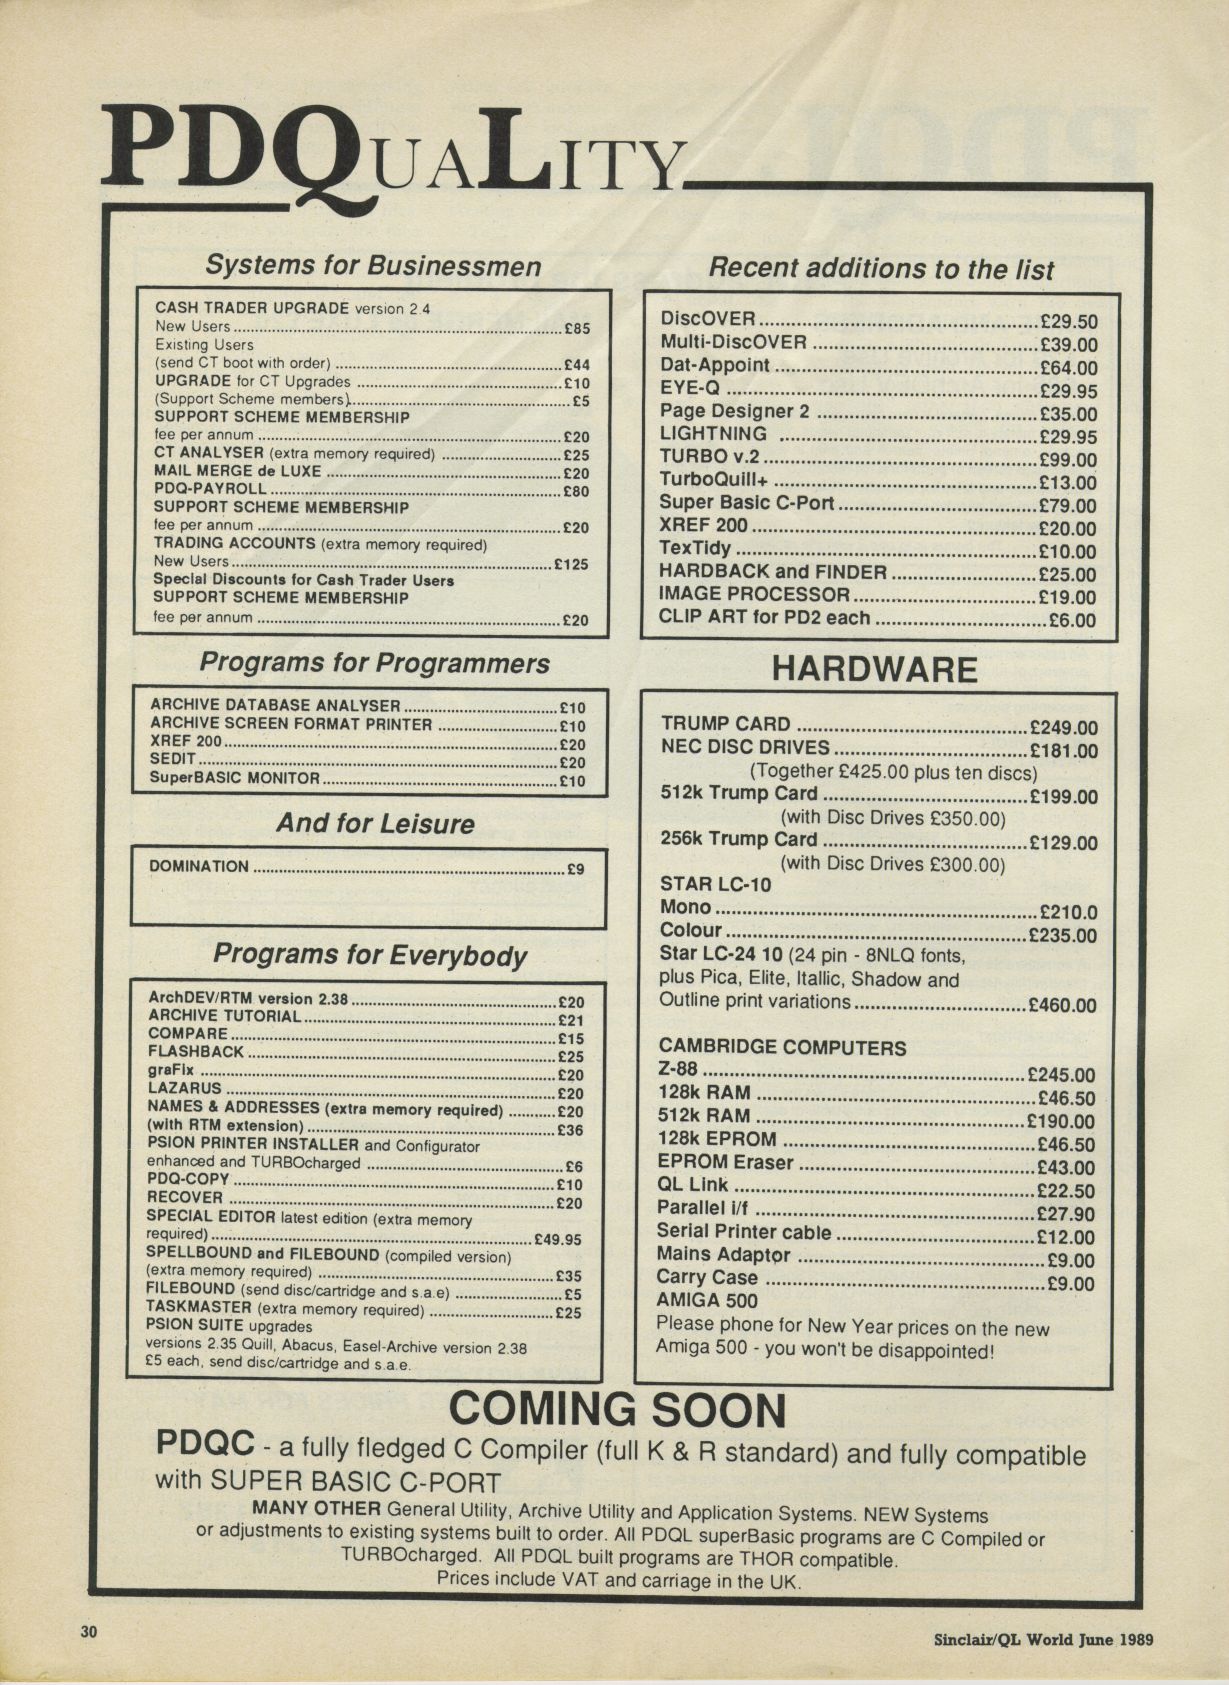 PDQUALITY
Systems for Businessmen
CASH TRADER UPGRADE version 2.4
New Users ... £85
Existing Users
(send CT boot with order) ... £44
UPGRADE for CT Upgrades ... £10
(Support Scheme members) ... £5
SUPPORT SCHEME MEMBERSHIP
fee per annum ... £20
CT ANALYSER (extra memory required) ... £25
MAIL MERGE de LUXE ... £20
PDQ-PAYROLL ... £80
SUPPORT SCHEME MEMBERSHIP
fee per annum ... £20
TRADING ACCOUNTS (extra memory required)
New Users ... £125
Special Discounts for Cash Trader Users
SUPPORT SCHEME MEMBERSHIP
fee per annum ... £20
Programs for Programmers
ARCHIVE DATABASE ANALYSER ... £10
ARCHIVE SCREEN FORMAT PRINTER ... £10
XREF 200 ... £20
SEDIT ... £20
SuperBASIC MONITOR ... £10
And for Leisure
DOMINATION ... £9
Programs for Everybody
ArchDEV/RTM version 2.38 ... £20
ARCHIVE TUTORIAL ... £21
COMPARE ... £15
FLASHBACK ... £25
graFix ... £20
LAZARUS ... £20
NAMES & ADDRESSES (extra memory required) ... £20
(with RTM extension) ... £36
PSION PRINTER INSTALLER and Configurator
enhanced and TURBOcharged ... £6
PDQ-COPY ... £10
RECOVER ... £20
SPECIAL EDITOR latest edition (extra memory
required) ... £49.95
SPELLBOUND and FILEBOUND (compiled version)
(extra memory required) ... £35
FILEBOUND (send disc/cartridge and s.a.e) ... £5
TASKMASTER (extra memory required) ... £25
PSION SUITE upgrades
versions 2.35 Quill, Abacus, Easel-Archive version 2.38
£5 each, send disc/cartridge and s.a.e.
Recent additions to the list
DiscOVER ... £29.50
Multi-DiscOVER ... £39.00
Dat-Appoint ... £64.00
EYE-Q ... £29.95
Page Designer 2 ... £35.00
LIGHTNING ... £29.95
TURBO v.2 ... £99.00
TurboQuill+ ... £13.00
Super Basic C-Port ... £79.00
XREF 200 ... £20.00
TexTidy ... £10.00
HARDBACK and FINDER ... £25.00
IMAGE PROCESSOR ... £19.00
CLIP ART for PD2 each ... £6.00
HARDWARE
TRUMP CARD ... £249.00
NEC DISC DRIVES ... £181.00
(Together £425.00 plus ten discs)
512k Trump Card ... £199.00
(with Disc Drives £350.00)
256k Trump Card ... £129.00
(with Disc Drives £300.00)
STAR LC-10
Mono ... £210.0
Colour ... £235.00
Star LC-24 10 (24 pin - 8NLQ fonts,
plus Pica, Elite, Itallic, Shadow and
Outline print variations ... £460.00
CAMBRIDGE COMPUTERS
Z-88 ... £245.00
128k RAM ... £46.50
512k RAM ... £190.00
128k EPROM ... £46.50
EPROM Eraser ... £43.00
QL Link ... £22.50
Parallel i/f ... £27.90
Serial Printer cable ... £12.00
Mains Adaptor ... £9.00
Carry Case ... £9.00
AMIGA 500
Please phone for New Year prices on the new
Amiga 500 - you won't be disappointed!
COMING SOON
PDQC - a fully fledged C Compiler (full K & R standard) and fully compatible
with SUPER BASIC C-PORT
MANY OTHER General Utility, Archive Utility and Application Systems. NEW Systems
or adjustments to existing systems built to order. All PDQL superBasic programs are C Compiled or
TURBOcharged. All PDQL built programs are THOR compatible.
Prices include VAT and carriage in the UK.
30
Sinclair/QL World June 1989